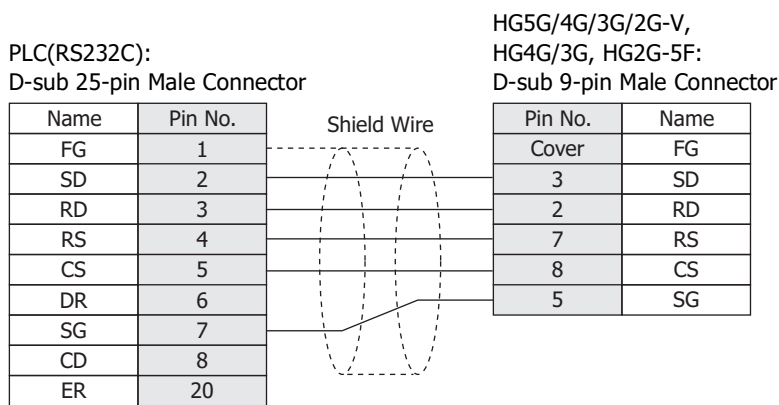 PLC(RS232C):
D-sub 25-pin Male Connector
HG5G/4G/3G/2G-V,
HG4G/3G, HG2G-5F:
D-sub 9-pin Male Connector
Name Pin No.
FG 1
SD 2
RD 3
RS 4
CS 5
DR 6
SG 7
CD 8
ER 20
Shield Wire
Pin No. Name
Cover FG
3 SD
2 RD
7 RS
8 CS
5 SG